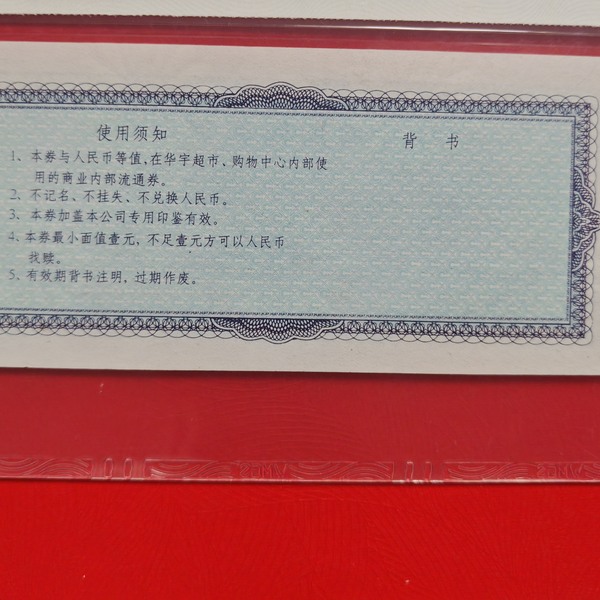 使用须知
1、本券与人民币等值,在华宇超市、购物中心内部使
用的商业内部流通券。
2、不记名、不挂失、不兑换人民币。
3、本券加盖本公司专用印鉴有效。
4、本券最小面值壹元,不足壹元方可以人民币
找赎。
5、有效期背书注明,过期作废。
背 书